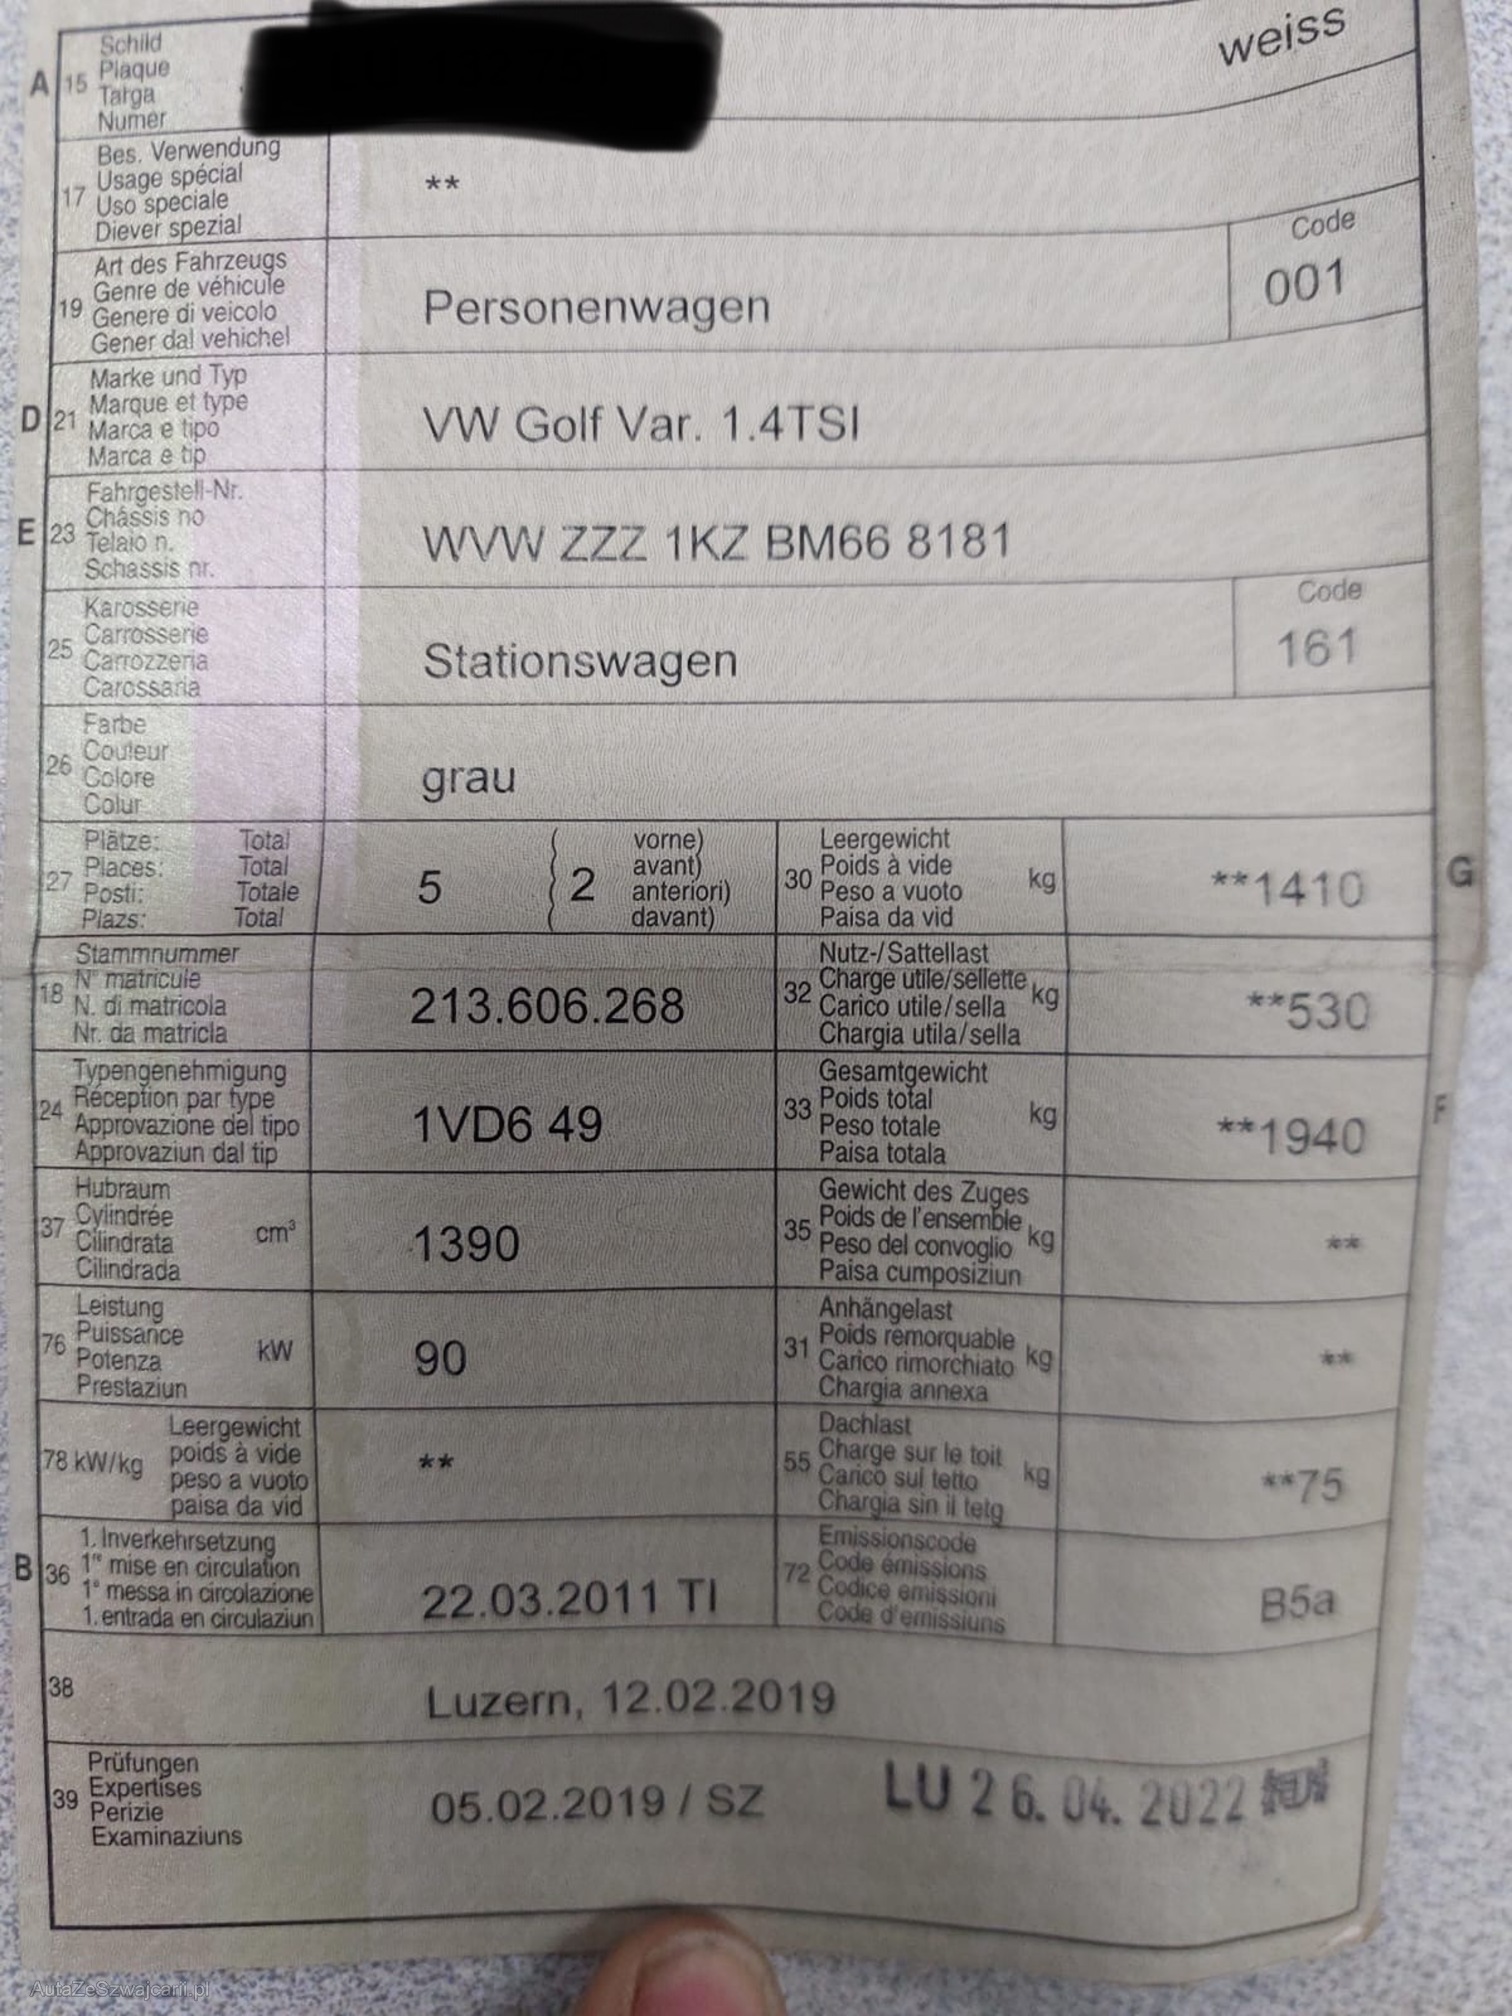 A 15 Schild
Plaque
Targa
Numer
weiss
17 Bes. Verwendung
Usage spécial
Uso speciale
Diever spezial
**
19 Art des Fahrzeugs
Genre de véhicule
Genere di veicolo
Gener dal vehichel
Personenwagen
Code
001
D 21 Marke und Typ
Marque et type
Marca e tipo
Marca e tip
VW Golf Var. 1.4TSI
E 23 Fahrgestell-Nr.
Châssis no
Telaio n.
Schassis nr.
WVW ZZZ 1KZ BM66 8181
25 Karosserie
Carrosserie
Carrozzeria
Carossaria
Stationswagen
Code
161
26 Farbe
Couleur
Colore
Colur
grau
27 Plätze: Total
Places: Total
Posti: Totale
Plazs: Total
5 ( 2 vorne)
avant)
anteriori)
davant)
30 Leergewicht
Poids à vide
Peso a vuoto
Paisa da vid
kg
**1410
G
18 Stammnummer
N° matricule
N. di matricola
Nr. da matricla
213.606.268
32 Nutz-/Sattellast
Charge utile/sellette
Carico utile/sella
Chargia utila/sella
kg
**530
24 Typengenehmigung
Réception par type
Approvazione del tipo
Approvaziun dal tip
1VD6 49
33 Gesamtgewicht
Poids total
Peso totale
Paisa totala
kg
**1940
F
37 Hubraum
Cylindrée
Cilindrata
Cilindrada
cm³
1390
35 Gewicht des Zuges
Poids de l'ensemble
Peso del convoglio
Paisa cumposiziun
kg
**
76 Leistung
Puissance
Potenza
Prestaziun
kW
90
31 Anhängelast
Poids remorquable
Carico rimorchiato
Chargia annexa
kg
**
78 kW/kg Leergewicht
poids à vide
peso a vuoto
paisa da vid
**
55 Dachlast
Charge sur le toit
Carico sul tetto
Chargia sin il tetg
kg
**75
B 36 1. Inverkehrsetzung
1re mise en circulation
1° messa in circolazione
1. entrada en circulaziun
22.03.2011 TI
72 Emissionscode
Code émissions
Codice emissioni
Code d'emissiuns
B5a
38
Luzern, 12.02.2019
39 Prüfungen
Expertises
Perizie
Examinaziuns
05.02.2019 / SZ
LU 26. 04. 2022
AutaZeSzwajcarii.pl